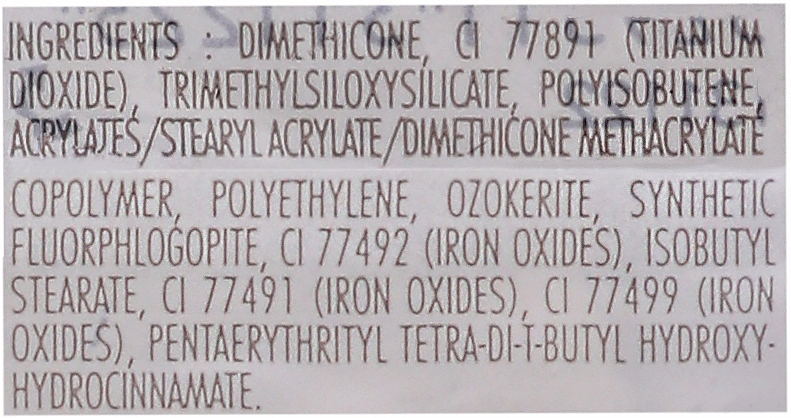 INGREDIENTS : DIMETHICONE, CI 77891 (TITANIUM
DIOXIDE), TRIMETHYLSILOXYSILICATE, POLYISOBUTENE,
ACRYLATES/STEARYL ACRYLATE/DIMETHICONE METHACRYLATE
COPOLYMER, POLYETHYLENE, OZOKERITE, SYNTHETIC
FLUORPHLOGOPITE, CI 77492 (IRON OXIDES), ISOBUTYL
STEARATE, CI 77491 (IRON OXIDES), CI 77499 (IRON
OXIDES), PENTAERYTHRITYL TETRA-DI-T-BUTYL HYDROXY-
HYDROCINNAMATE.